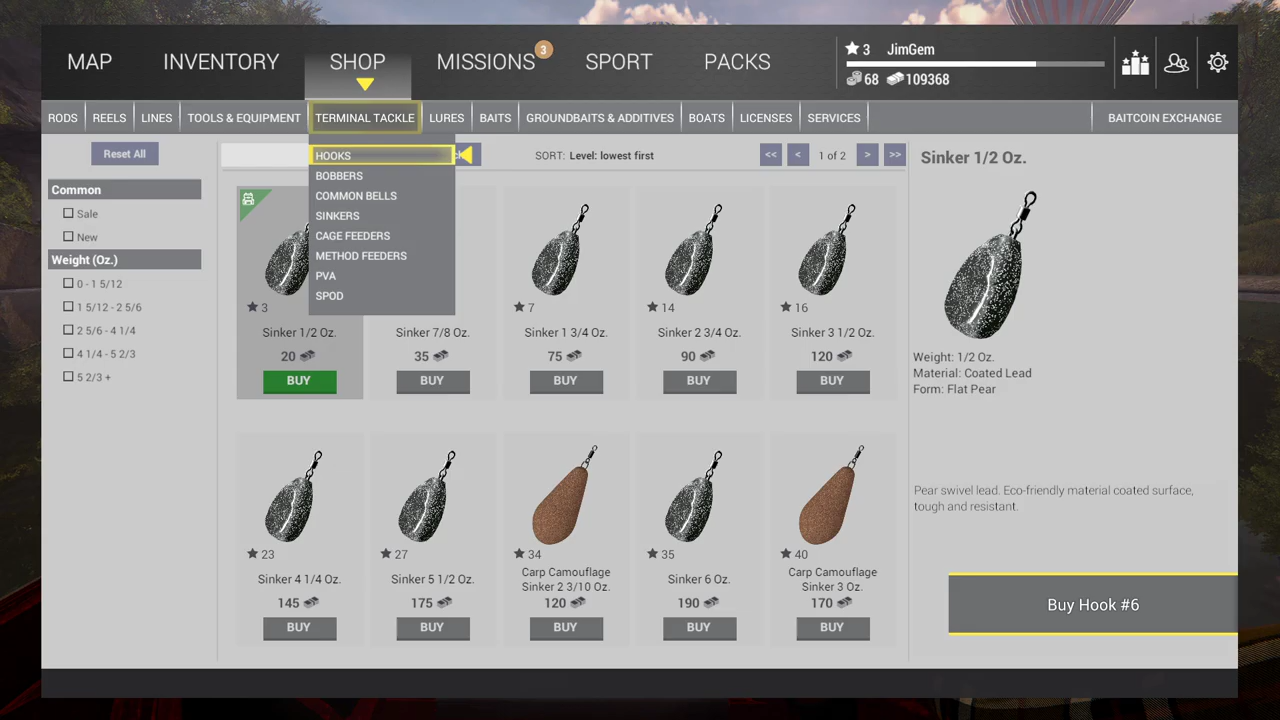 MAP
INVENTORY
SHOP
MISSIONS
3
SPORT
PACKS
3 JimGem
68 109368
RODS
REELS
LINES
TOOLS & EQUIPMENT
TERMINAL TACKLE
LURES
BAITS
GROUNDBAITS & ADDITIVES
BOATS
LICENSES
SERVICES
BAITCOIN EXCHANGE
Reset All
Common
Sale
New
Weight (Oz.)
0 - 1 5/12
1 5/12 - 2 5/6
2 5/6 - 4 1/4
4 1/4 - 5 2/3
5 2/3 +
HOOKS
BOBBERS
COMMON BELLS
SINKERS
CAGE FEEDERS
METHOD FEEDERS
PVA
SPOD
SORT: Level: lowest first
<<
<
1 of 2
>
>>
3
Sinker 1/2 Oz.
20
BUY
Sinker 7/8 Oz.
35
BUY
7
Sinker 1 3/4 Oz.
75
BUY
14
Sinker 2 3/4 Oz.
90
BUY
16
Sinker 3 1/2 Oz.
120
BUY
23
Sinker 4 1/4 Oz.
145
BUY
27
Sinker 5 1/2 Oz.
175
BUY
34
Carp Camouflage
Sinker 2 3/10 Oz.
120
BUY
35
Sinker 6 Oz.
190
BUY
40
Carp Camouflage
Sinker 3 Oz.
170
BUY
Sinker 1/2 Oz.
Weight: 1/2 Oz.
Material: Coated Lead
Form: Flat Pear
Pear swivel lead. Eco-friendly material coated surface,
tough and resistant.
Buy Hook #6